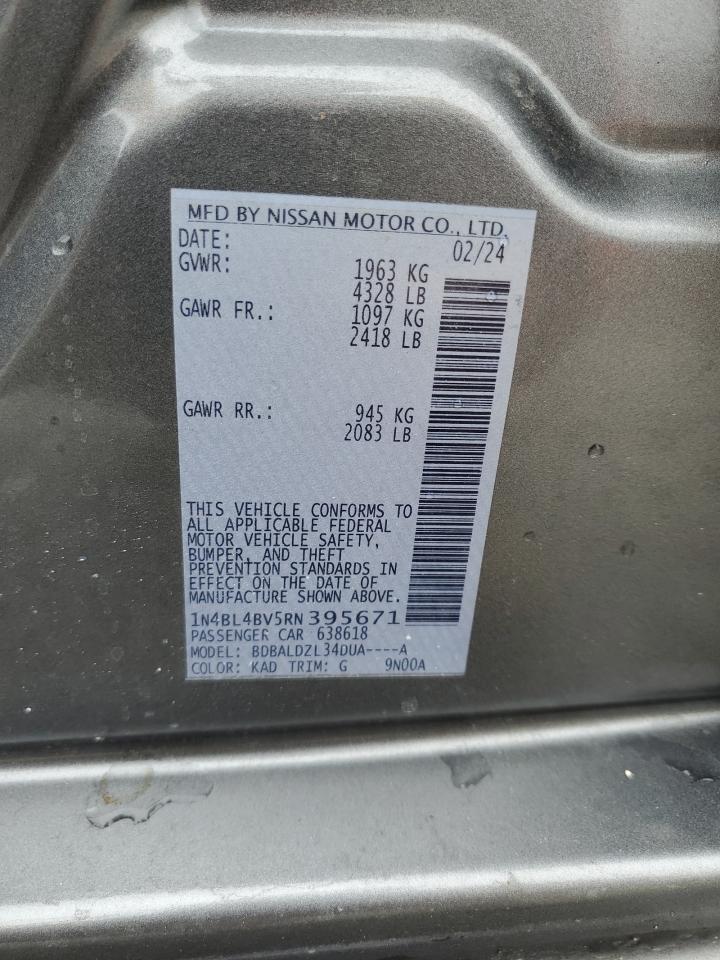 MFD BY NISSAN MOTOR CO., LTD.
DATE: 02/24
GVWR: 1963 KG
4328 LB
GAWR FR.: 1097 KG
2418 LB
GAWR RR.: 945 KG
2083 LB
THIS VEHICLE CONFORMS TO
ALL APPLICABLE FEDERAL
MOTOR VEHICLE SAFETY,
BUMPER, AND THEFT
PREVENTION STANDARDS IN
EFFECT ON THE DATE OF
MANUFACTURE SHOWN ABOVE.
1N4BL4BV5RN395671
PASSENGER CAR 638618
MODEL: BDBALDZL34DUA----A
COLOR: KAD TRIM: G 9N00A